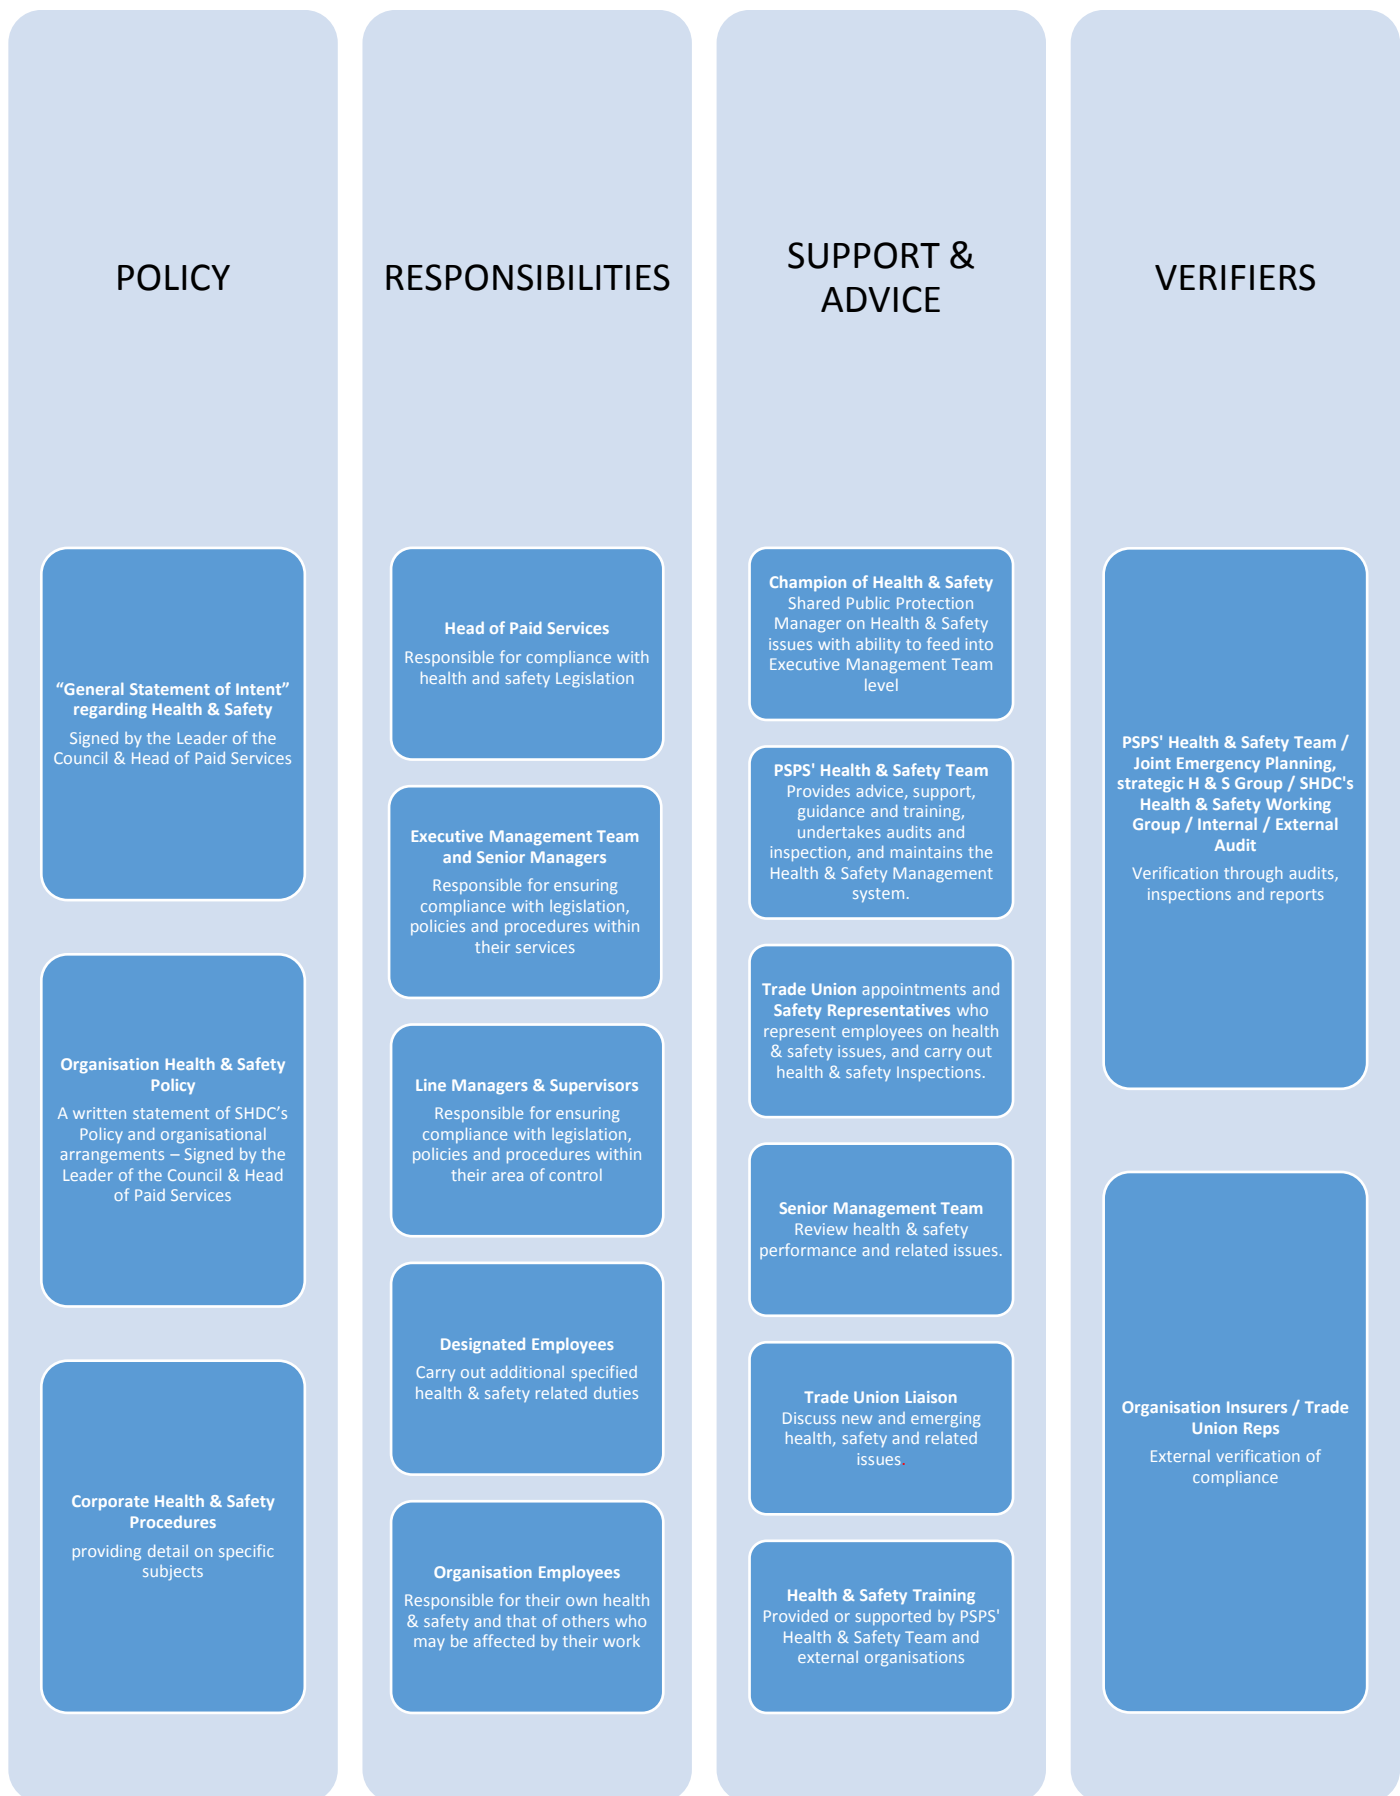 POLICY
“General Statement of Intent”
regarding Health & Safety
Signed by the Leader of the
Council & Head of Paid Services
Organisation Health & Safety
Policy
A written statement of SHDC’s
Policy and organisational
arrangements – Signed by the
Leader of the Council & Head
of Paid Services
Corporate Health & Safety
Procedures
providing detail on specific
subjects
RESPONSIBILITIES
Head of Paid Services
Responsible for compliance with
health and safety Legislation
Executive Management Team
and Senior Managers
Responsible for ensuring
compliance with legislation,
policies and procedures within
their services
Line Managers & Supervisors
Responsible for ensuring
compliance with legislation,
policies and procedures within
their area of control
Designated Employees
Carry out additional specified
health & safety related duties
Organisation Employees
Responsible for their own health
& safety and that of others who
may be affected by their work
SUPPORT &
ADVICE
Champion of Health & Safety
Shared Public Protection
Manager on Health & Safety
issues with ability to feed into
Executive Management Team
level
PSPS' Health & Safety Team
Provides advice, support,
guidance and training,
undertakes audits and
inspection, and maintains the
Health & Safety Management
system.
Trade Union appointments and
Safety Representatives who
represent employees on health
& safety issues, and carry out
health & safety Inspections.
Senior Management Team
Review health & safety
performance and related issues.
Trade Union Liaison
Discuss new and emerging
health, safety and related
issues.
Health & Safety Training
Provided or supported by PSPS'
Health & Safety Team and
external organisations
VERIFIERS
PSPS' Health & Safety Team /
Joint Emergency Planning,
strategic H & S Group / SHDC's
Health & Safety Working
Group / Internal / External
Audit
Verification through audits,
inspections and reports
Organisation Insurers / Trade
Union Reps
External verification of
compliance